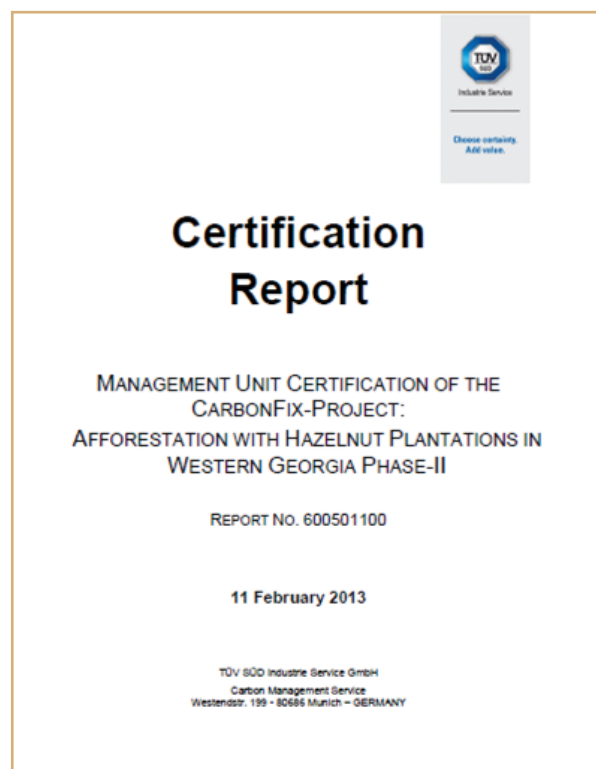 TÜV
SÜD
Industrie Service
Choose certainty.
Add value.
Certification
Report
MANAGEMENT UNIT CERTIFICATION OF THE
CARBONFIX-PROJECT:
AFFORESTATION WITH HAZELNUT PLANTATIONS IN
WESTERN GEORGIA PHASE-II
REPORT NO. 600501100
11 February 2013
TÜV SÜD Industrie Service GmbH
Carbon Management Service
Westendstr. 199 - 80686 Munich – GERMANY